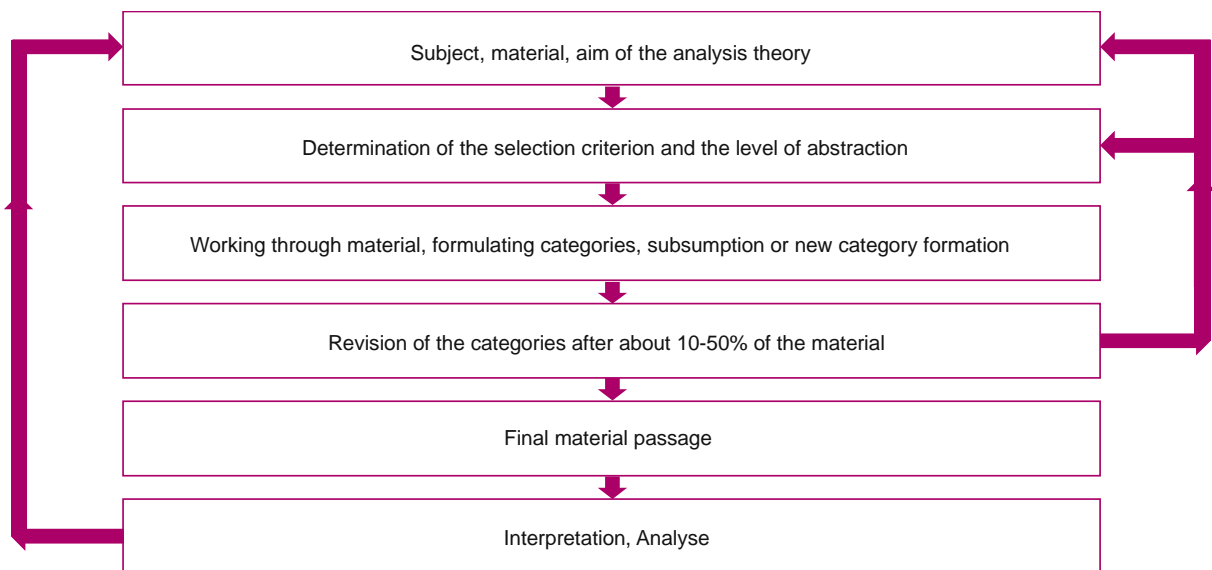 Subject, material, aim of the analysis theory
Determination of the selection criterion and the level of abstraction
Working through material, formulating categories, subsumption or new category formation
Revision of the categories after about 10-50% of the material
Final material passage
Interpretation, Analyse